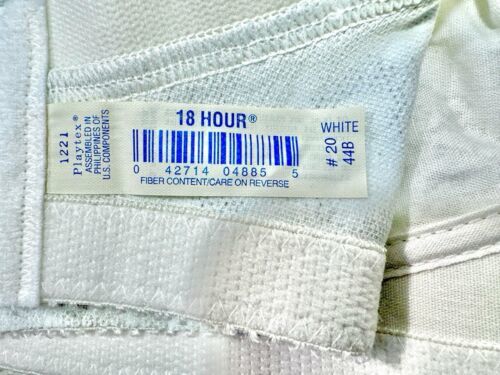 1221
Playtex®
ASSEMBLED IN
PHILIPPINES OF
U.S. COMPONENTS
18 HOUR®
0 42714 04885 5
FIBER CONTENT/CARE ON REVERSE
WHITE
# 20
44B